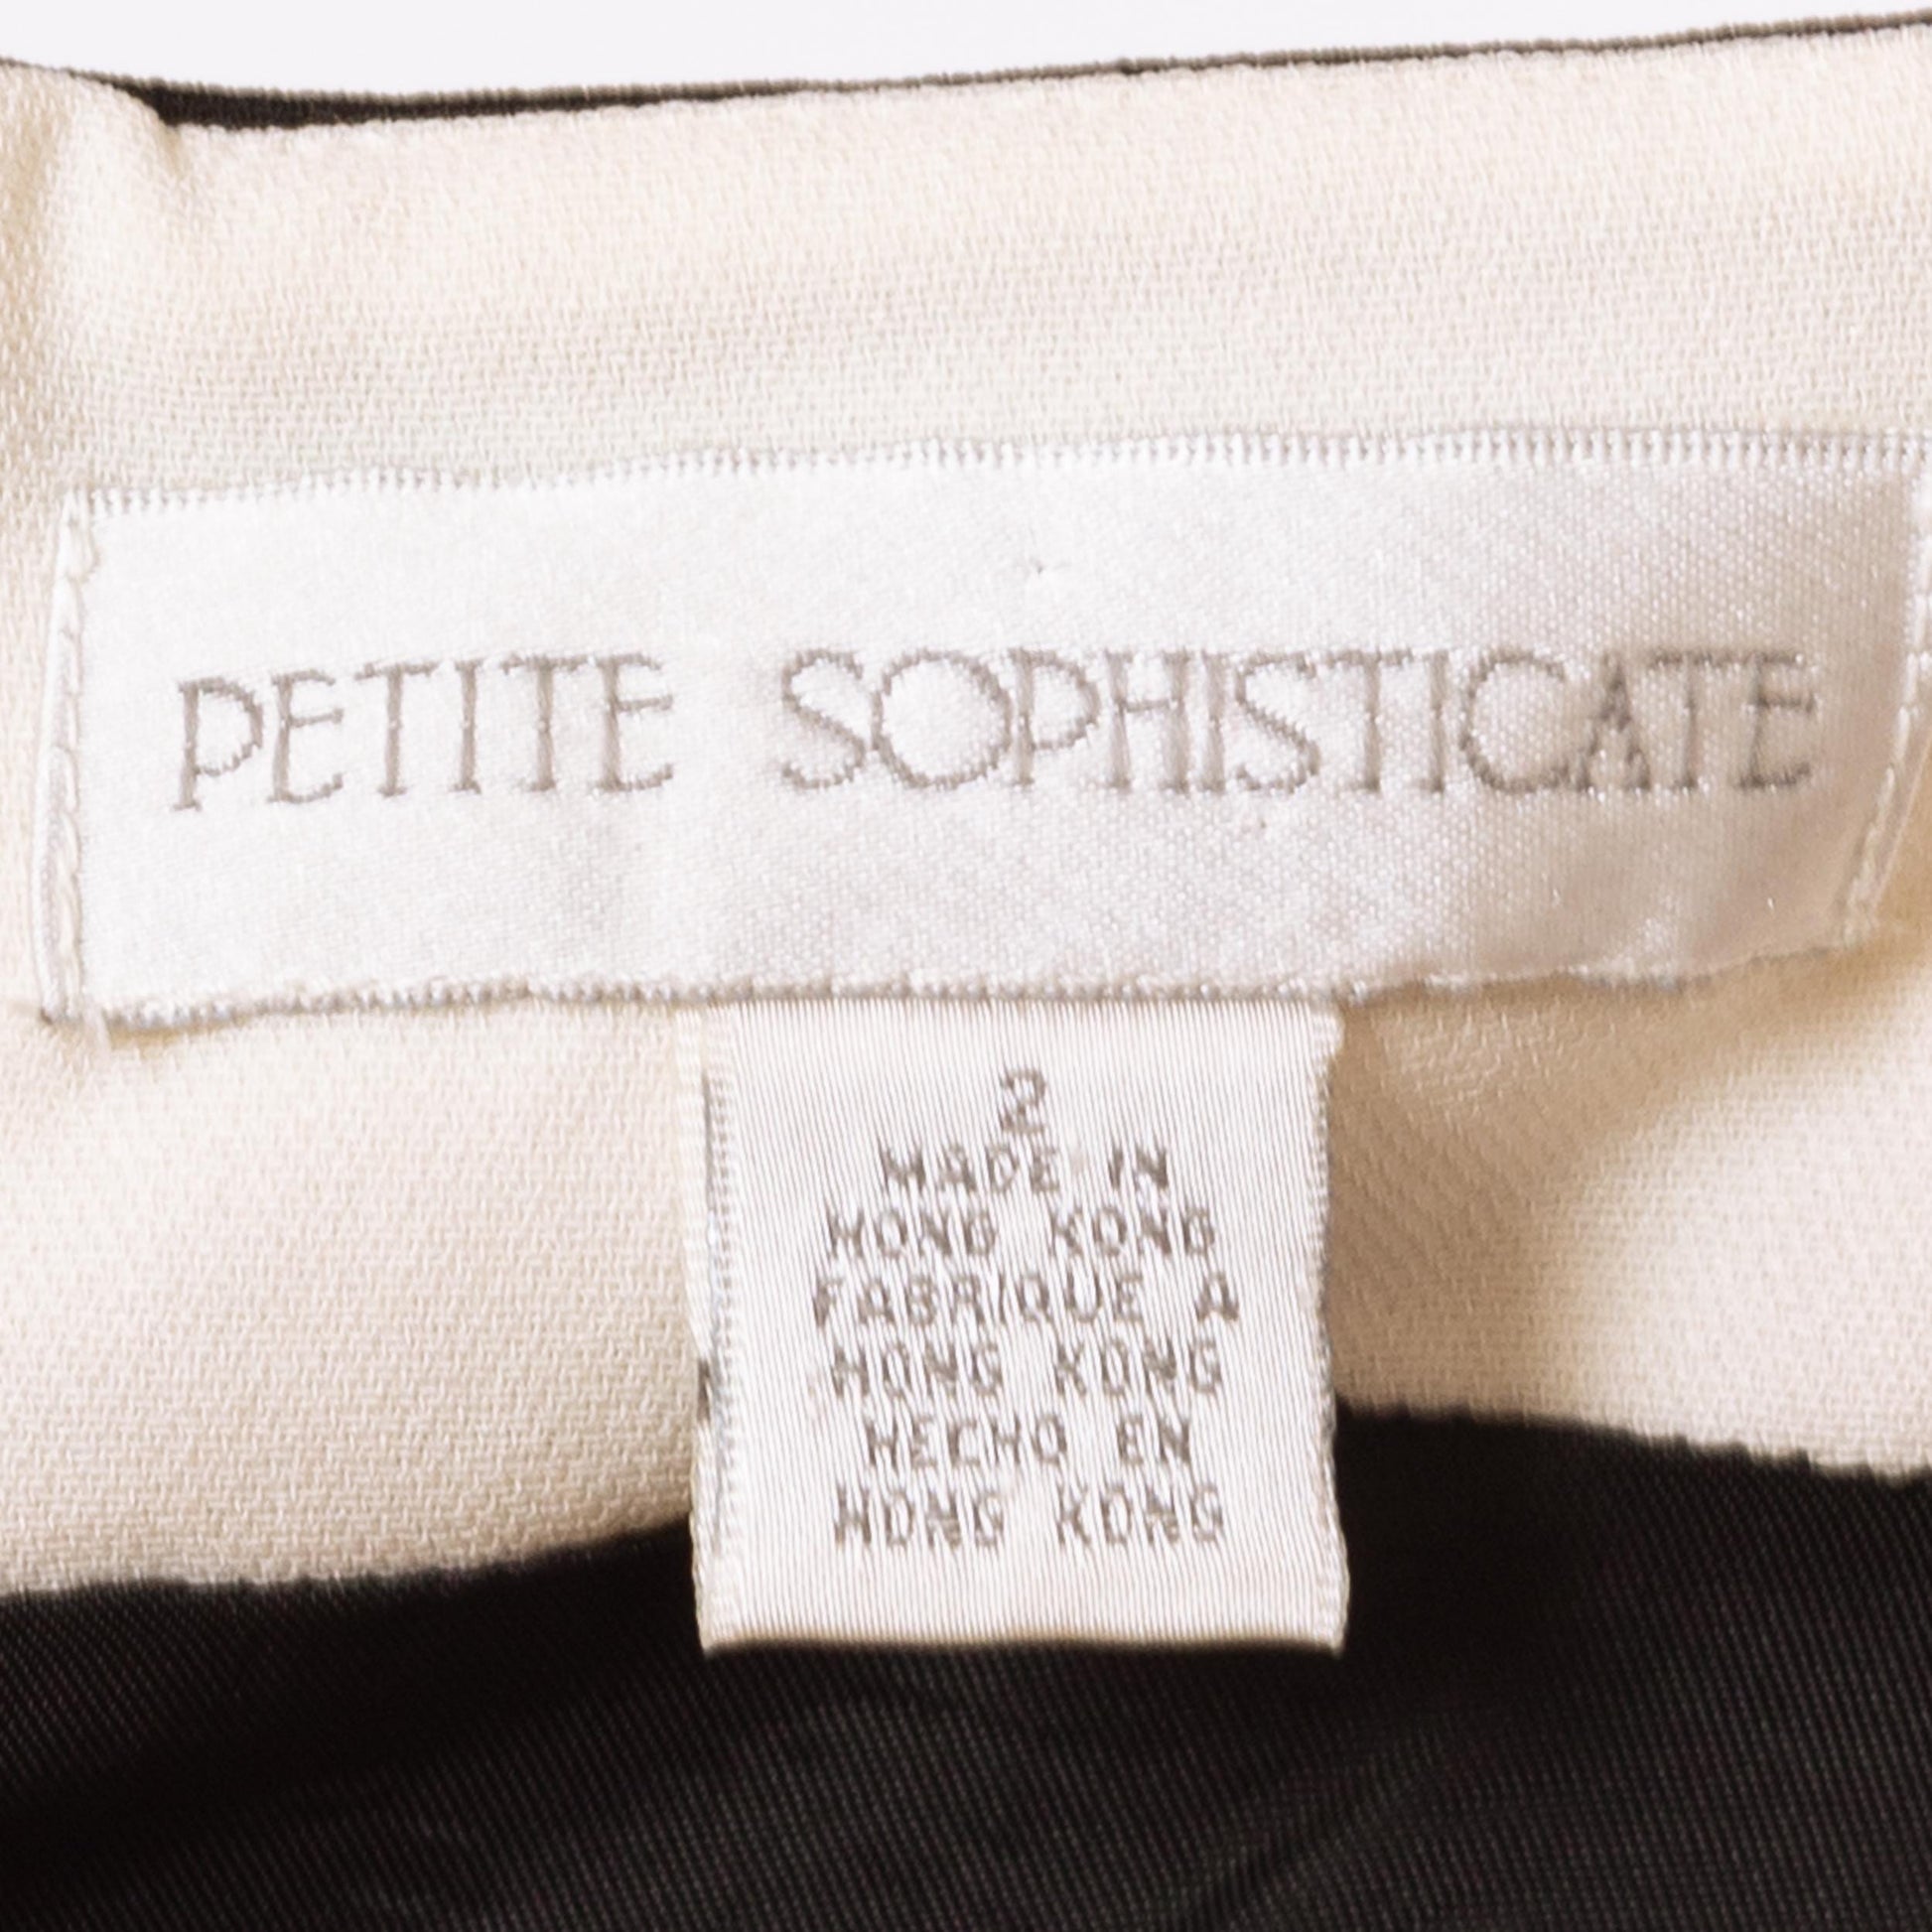 PETITE SOPHISTICATE
2
MADE IN
HONG KONG
FABRIQUE A
HONG KONG
HECHO EN
HONG KONG